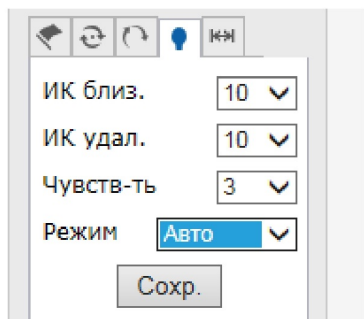 ИК близ. 10
ИК удал. 10
Чувств-ть 3
Режим Авто
Сохр.